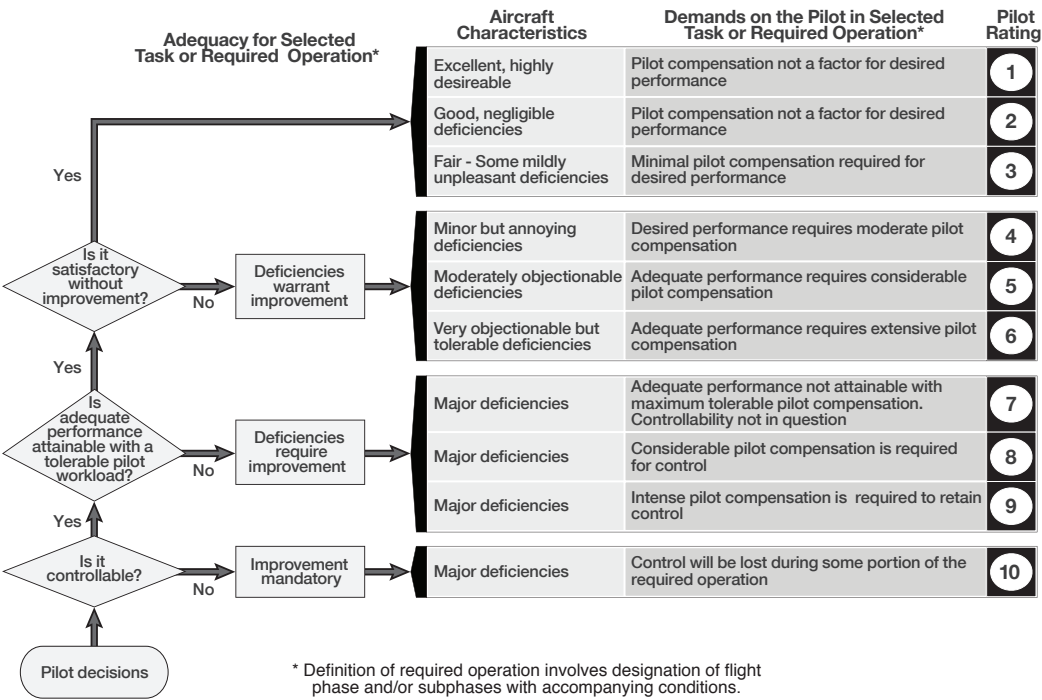 Adequacy for Selected
Task or Required Operation*
Aircraft
Characteristics
Demands on the Pilot in Selected
Task or Required Operation*
Pilot
Rating
Excellent, highly
desireable
Pilot compensation not a factor for desired
performance
1
Good, negligible
deficiencies
Pilot compensation not a factor for desired
performance
2
Fair - Some mildly
unpleasant deficiencies
Minimal pilot compensation required for
desired performance
3
Yes
Is it
satisfactory
without
improvement?
No
Deficiencies
warrant
improvement
Minor but annoying
deficiencies
Desired performance requires moderate pilot
compensation
4
Moderately objectionable
deficiencies
Adequate performance requires considerable
pilot compensation
5
Very objectionable but
tolerable deficiencies
Adequate performance requires extensive pilot
compensation
6
Yes
Is
adequate
performance
attainable with a
tolerable pilot
workload?
No
Deficiencies
require
improvement
Major deficiencies
Adequate performance not attainable with
maximum tolerable pilot compensation.
Controllability not in question
7
Major deficiencies
Considerable pilot compensation is required
for control
8
Major deficiencies
Intense pilot compensation is required to retain
control
9
Yes
Is it
controllable?
No
Improvement
mandatory
Major deficiencies
Control will be lost during some portion of the
required operation
10
Pilot decisions
* Definition of required operation involves designation of flight
phase and/or subphases with accompanying conditions.